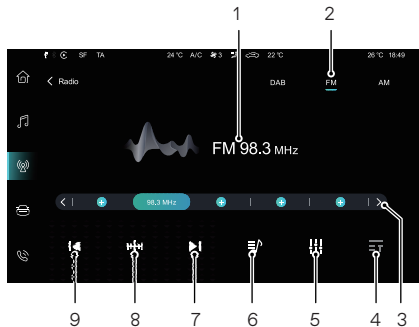 1 2
SF TA 24 °C A/C 3 22 °C 26 °C 18:49
Radio DAB FM AM
FM 98.3 MHz
98,3 MHz
9 8 7 6 5 4 3